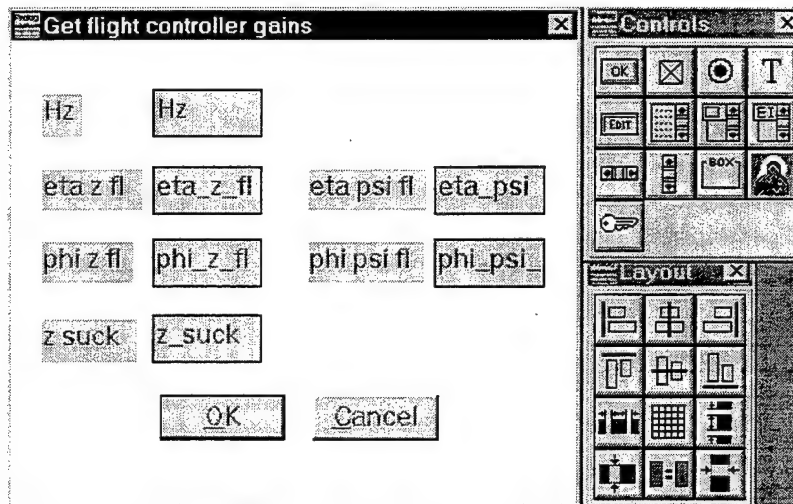 Get flight controller gains
Controls
OK
T
Hz Hz
EDIT
eta z fl eta_z_fl eta psi fl eta_psi
BOX
phi z fl phi_z_fl phi psi fl phi_psi_
Layout
z suck z_suck
OK Cancel